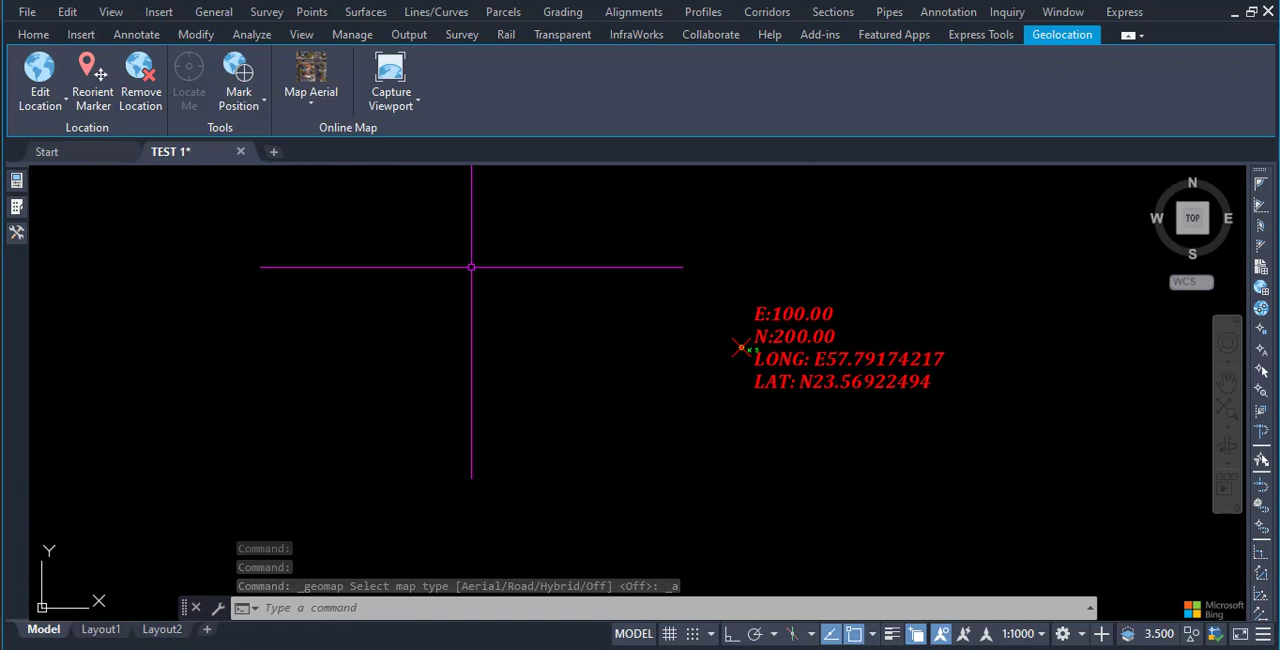 File Edit View Insert General Survey Points Surfaces Lines/Curves Parcels Grading Alignments Profiles Corridors Sections Pipes Annotation Inquiry Window Express
Home Insert Annotate Modify Analyze View Manage Output Survey Rail Transparent InfraWorks Collaborate Help Add-ins Featured Apps Express Tools Geolocation
Edit Location
Reorient Marker
Remove Location
Locate Me
Mark Position
Map Aerial
Capture Viewport
Location Tools Online Map
Start TEST 1*
N
W TOP E
S
WCS
E:100.00
N:200.00
LONG: E57.79174217
LAT: N23.56922494
Y
X
Command:
Command:
Command: _geomap Select map type [Aerial/Road/Hybrid/Off] <Off>: _a
Type a command
Microsoft
Bing
Model Layout1 Layout2
MODEL 1:1000 3.500